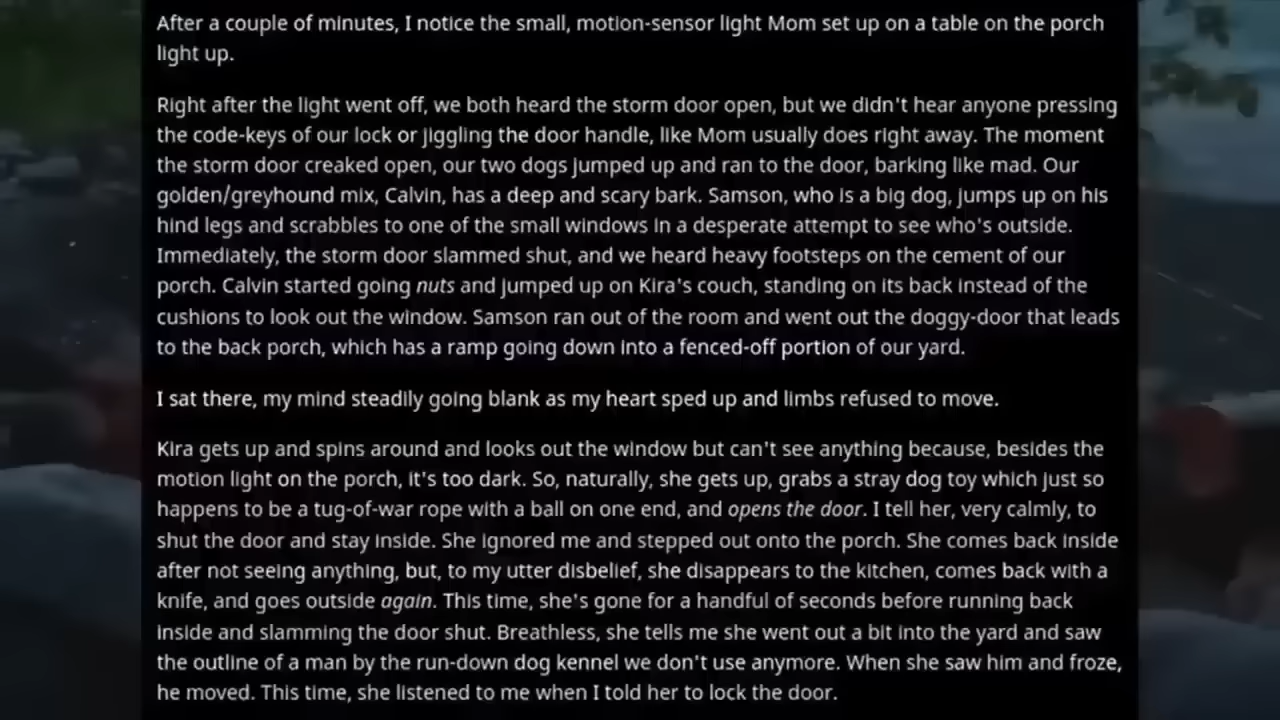 After a couple of minutes, I notice the small, motion-sensor light Mom set up on a table on the porch
light up.
Right after the light went off, we both heard the storm door open, but we didn't hear anyone pressing
the code-keys of our lock or jiggling the door handle, like Mom usually does right away. The moment
the storm door creaked open, our two dogs jumped up and ran to the door, barking like mad. Our
golden/greyhound mix, Calvin, has a deep and scary bark. Samson, who is a big dog, jumps up on his
hind legs and scrabbles to one of the small windows in a desperate attempt to see who's outside.
Immediately, the storm door slammed shut, and we heard heavy footsteps on the cement of our
porch. Calvin started going nuts and jumped up on Kira's couch, standing on its back instead of the
cushions to look out the window. Samson ran out of the room and went out the doggy-door that leads
to the back porch, which has a ramp going down into a fenced-off portion of our yard.
I sat there, my mind steadily going blank as my heart sped up and limbs refused to move.
Kira gets up and spins around and looks out the window but can't see anything because, besides the
motion light on the porch, it's too dark. So, naturally, she gets up, grabs a stray dog toy which just so
happens to be a tug-of-war rope with a ball on one end, and opens the door. I tell her, very calmly, to
shut the door and stay inside. She ignored me and stepped out onto the porch. She comes back inside
after not seeing anything, but, to my utter disbelief, she disappears to the kitchen, comes back with a
knife, and goes outside again. This time, she's gone for a handful of seconds before running back
inside and slamming the door shut. Breathless, she tells me she went out a bit into the yard and saw
the outline of a man by the run-down dog kennel we don't use anymore. When she saw him and froze,
he moved. This time, she listened to me when I told her to lock the door.